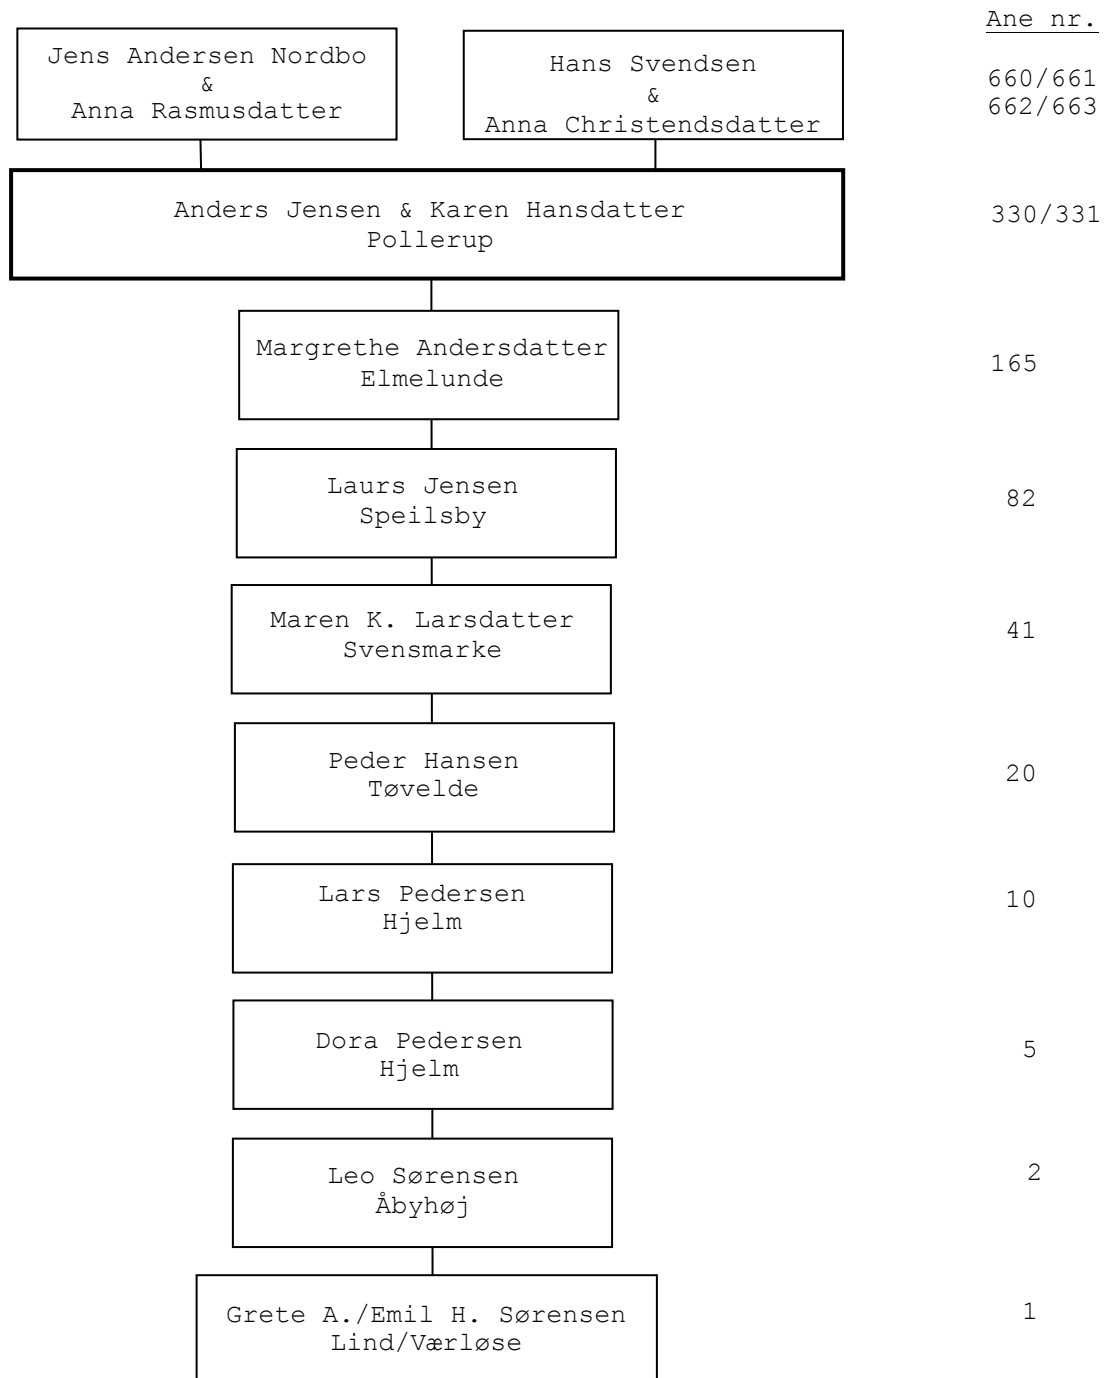 Ane nr.
Jens Andersen Nordbo
&
Anna Rasmusdatter
Hans Svendsen
&
Anna Christendsdatter
660/661
662/663
Anders Jensen & Karen Hansdatter
Pollerup
330/331
Margrethe Andersdatter
Elmelunde
165
Laurs Jensen
Speilsby
82
Maren K. Larsdatter
Svensmarke
41
Peder Hansen
Tøvelde
20
Lars Pedersen
Hjelm
10
Dora Pedersen
Hjelm
5
Leo Sørensen
Åbyhøj
2
Grete A./Emil H. Sørensen
Lind/Værløse
1